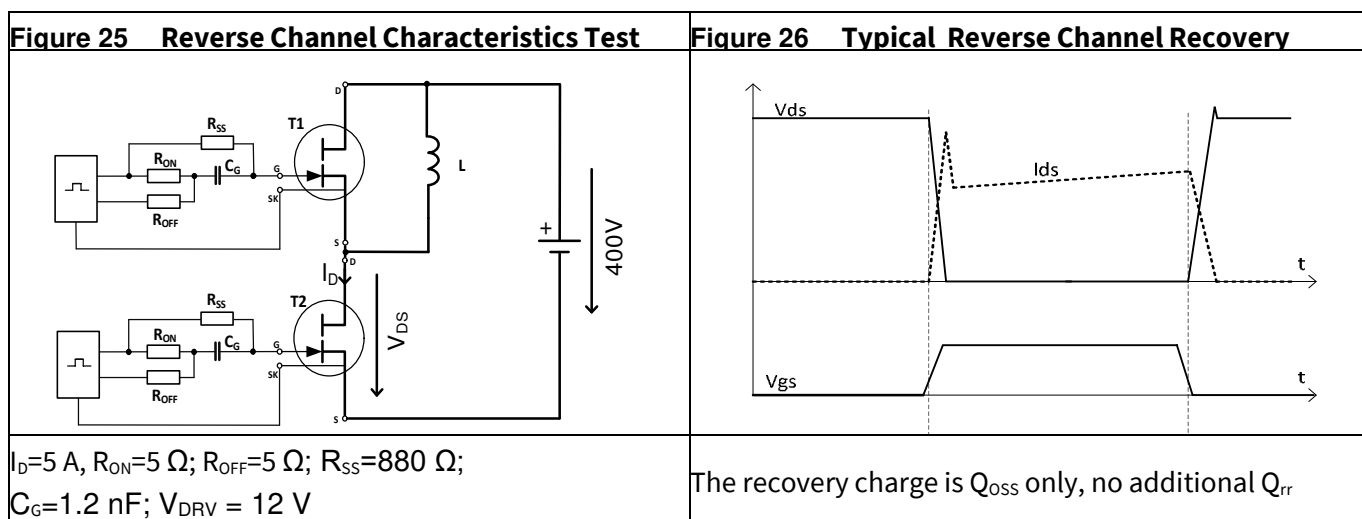 Figure 25 Reverse Channel Characteristics Test
Figure 26 Typical Reverse Channel Recovery
D
T1
RSS
RON
CG
G
SK
ROFF
L
S
D
ID
+
400V
RSS
T2
RON
CG
G
SK
ROFF
VDS
S
Vds
Ids
t
Vgs
t
ID=5 A, RON=5 Ω; ROFF=5 Ω; RSS=880 Ω;
CG=1.2 nF; VDRV = 12 V
The recovery charge is QOSS only, no additional Qrr